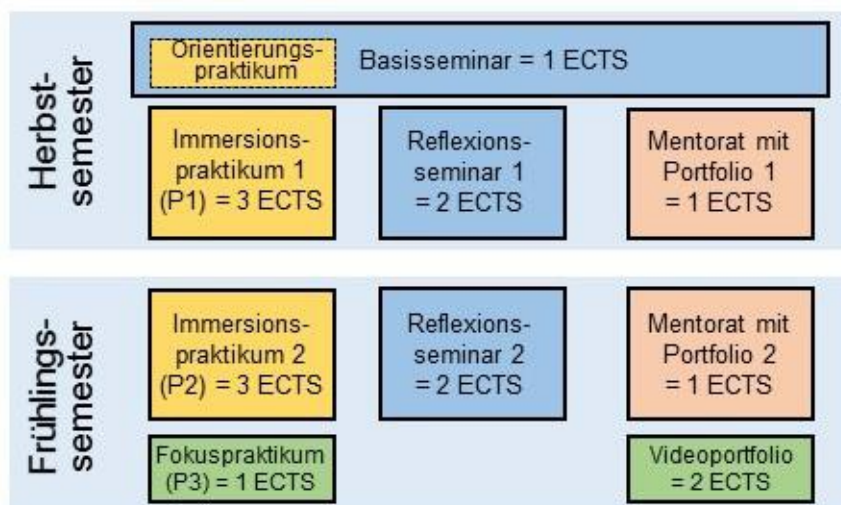 Herbst-
semester
Orientierungs-
praktikum
Basisseminar = 1 ECTS
Immersions-
praktikum 1
(P1) = 3 ECTS
Reflexions-
seminar 1
= 2 ECTS
Mentorat mit
Portfolio 1
= 1 ECTS
Frühlings-
semester
Immersions-
praktikum 2
(P2) = 3 ECTS
Reflexions-
seminar 2
= 2 ECTS
Mentorat mit
Portfolio 2
= 1 ECTS
Fokuspraktikum
(P3) = 1 ECTS
Videoportfolio
= 2 ECTS